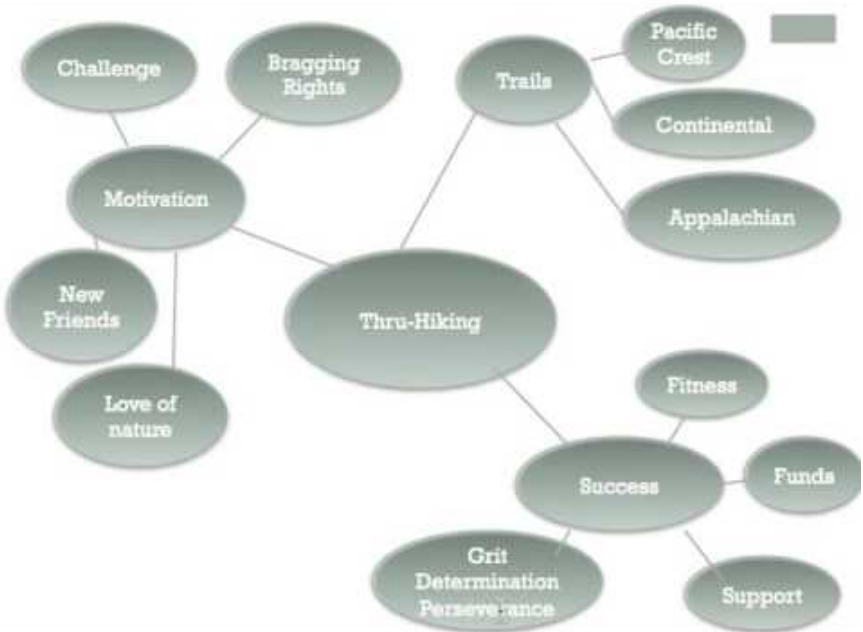 Challenge
Bragging
Rights
Motivation
New
Friends
Love of
nature
Trails
Pacific
Crest
Continental
Appalachian
Thru-Hiking
Fitness
Success
Funds
Grit
Determination
Perseverance
Support